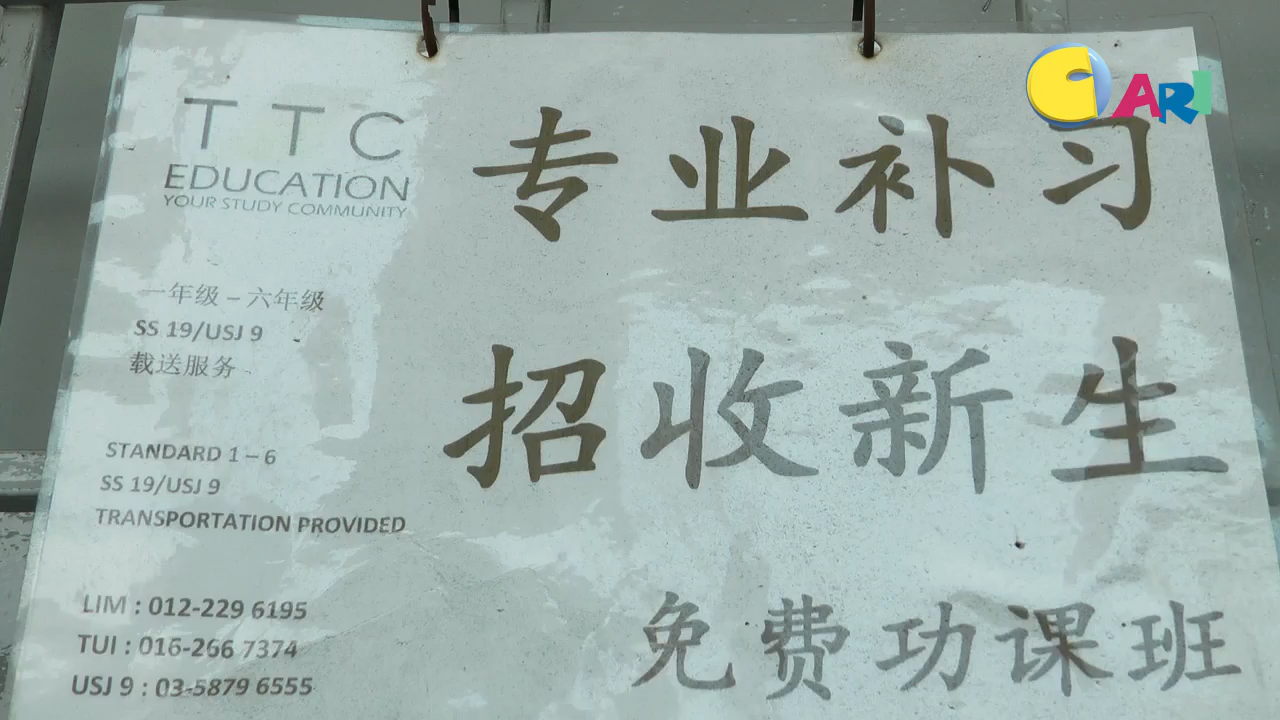 CARI
TTC
EDUCATION
YOUR STUDY COMMUNITY
专业补习
招收新生
免费功课班
一年级 – 六年级
SS 19/USJ 9
载送服务
STANDARD 1 – 6
SS 19/USJ 9
TRANSPORTATION PROVIDED
LIM : 012-229 6195
TUI : 016-266 7374
USJ 9 : 03-5879 6555